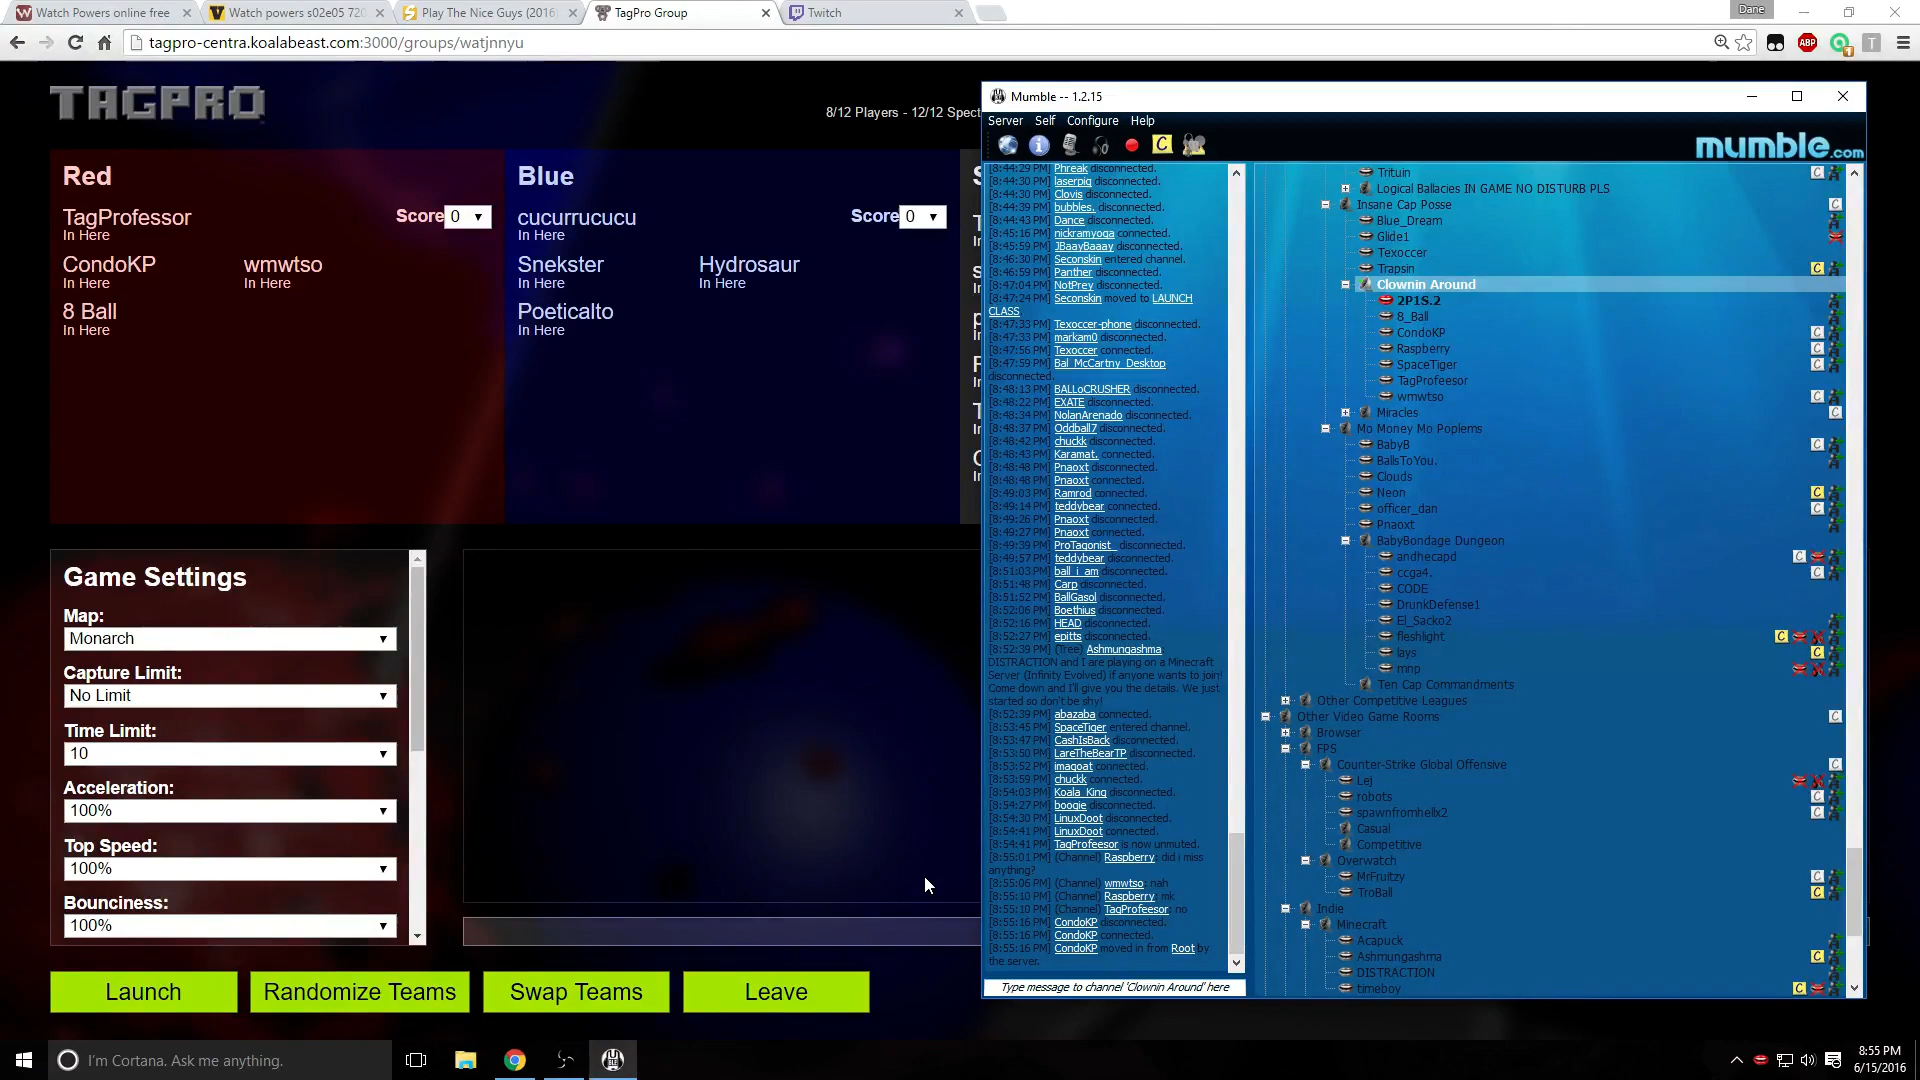 Watch Powers online free
Watch powers s02e05 720
Play The Nice Guys (2016)
TagPro Group
Twitch
Dane
tagpro-centra.koalabeast.com:3000/groups/watjnnyu
ABP
TAGPRO
8/12 Players - 12/12 Spect
Red
TagProfessor
In Here
Score 0
CondoKP
In Here
wmwtso
In Here
8 Ball
In Here
Blue
cucurrucucu
In Here
Score 0
Snekster
In Here
Hydrosaur
In Here
Poeticalto
In Here
Game Settings
Map:
Monarch
Capture Limit:
No Limit
Time Limit:
10
Acceleration:
100%
Top Speed:
100%
Bounciness:
100%
Launch
Randomize Teams
Swap Teams
Leave
Mumble -- 1.2.15
Server Self Configure Help
mumble.com
[8:44:29 PM] Phreak disconnected.
[8:44:30 PM] laserpig disconnected.
[8:44:30 PM] Clovis disconnected.
[8:44:30 PM] bubbles. disconnected.
[8:44:43 PM] Dance disconnected.
[8:45:16 PM] nickramyoga connected.
[8:45:59 PM] JBaayBaaay disconnected.
[8:46:30 PM] Seconskin entered channel.
[8:46:59 PM] Panther disconnected.
[8:47:04 PM] NotPrey disconnected.
[8:47:24 PM] Seconskin moved to LAUNCH
CLASS
[8:47:33 PM] Texoccer-phone disconnected.
[8:47:33 PM] markam0 disconnected.
[8:47:56 PM] Texoccer connected.
[8:47:59 PM] Bal_McCartny_Desktop
disconnected.
[8:48:13 PM] BALLoCRUSHER disconnected.
[8:48:22 PM] EXATE disconnected.
[8:48:34 PM] NolanArenado disconnected.
[8:48:37 PM] Oddball7 disconnected.
[8:48:42 PM] chuckk disconnected.
[8:48:43 PM] Karamat. connected.
[8:48:48 PM] Pnaoxt disconnected.
[8:48:48 PM] Pnaoxt connected.
[8:49:03 PM] Ramrod connected.
[8:49:14 PM] teddybear connected.
[8:49:26 PM] Pnaoxt disconnected.
[8:49:27 PM] Pnaoxt connected.
[8:49:39 PM] ProTagonist_ disconnected.
[8:49:57 PM] teddybear disconnected.
[8:51:03 PM] ball_i_am disconnected.
[8:51:48 PM] Carp disconnected.
[8:51:52 PM] BallGasol disconnected.
[8:52:06 PM] Boethius disconnected.
[8:52:16 PM] HEAD disconnected.
[8:52:27 PM] epitts disconnected.
[8:52:39 PM] (Tree) Ashmungashma:
DISTRACTION and I are playing on a Minecraft
Server (Infinity Evolved) if anyone wants to join!
Come down and I'll give you the details. We just
started so don't be shy!
[8:52:39 PM] abazaba connected.
[8:53:45 PM] SpaceTiger entered channel.
[8:53:47 PM] CashIsBack disconnected.
[8:53:50 PM] LareTheBearTP disconnected.
[8:53:52 PM] imagoat connected.
[8:53:59 PM] chuckk connected.
[8:54:03 PM] Koala_King disconnected.
[8:54:27 PM] boogie disconnected.
[8:54:30 PM] LinuxDoot disconnected.
[8:54:41 PM] LinuxDoot connected.
[8:54:41 PM] TagProfeesor is now unmuted.
[8:55:01 PM] (Channel) Raspberry: did i miss
anything?
[8:55:06 PM] (Channel) wmwtso: nah
[8:55:10 PM] (Channel) Raspberry: mk
[8:55:10 PM] (Channel) TagProfeesor: no
[8:55:16 PM] CondoKP disconnected.
[8:55:16 PM] CondoKP connected.
[8:55:16 PM] CondoKP moved in from Root by
the server.
Type message to channel 'Clownin Around' here
Trituin
Logical Ballacies IN GAME NO DISTURB PLS
Insane Cap Posse
Blue_Dream
Glide1
Texoccer
Trapsin
Clownin Around
2P1S.2
8_Ball
CondoKP
Raspberry
SpaceTiger
TagProfeesor
wmwtso
Miracles
Mo Money Mo Poplems
BabyB
BallsToYou.
Clouds
Neon
officer_dan
Pnaoxt
BabyBondage Dungeon
andhecapd
ccga4.
CODE
DrunkDefense1
El_Sacko2
fleshlight
lays
mnp
Ten Cap Commandments
Other Competitive Leagues
Other Video Game Rooms
Browser
FPS
Counter-Strike Global Offensive
Lej
robots
spawnfromhellx2
Casual
Competitive
Overwatch
MrFruitzy
TroBall
Indie
Minecraft
Acapuck
Ashmungashma
DISTRACTION
timeboy
I'm Cortana. Ask me anything.
8:55 PM
6/15/2016